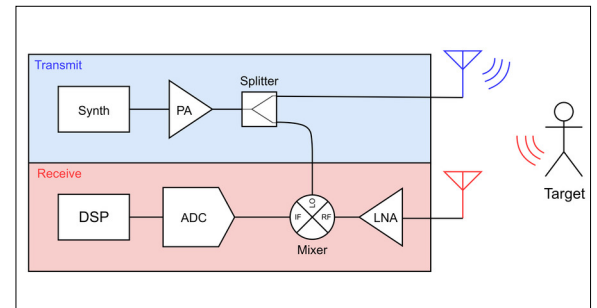 Transmit
Splitter
Synth
PA
Receive
DSP
ADC
LO
IF
RF
LNA
Mixer
Target